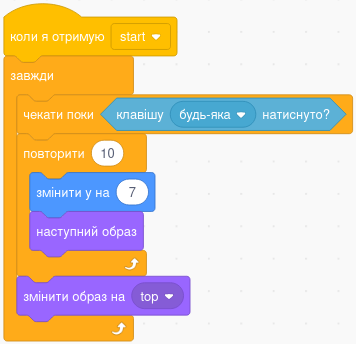 коли я отримую start
завжди
чекати поки клавішу будь-яка натиснуто?
повторити 10
змінити y на 7
наступний образ
змінити образ на top